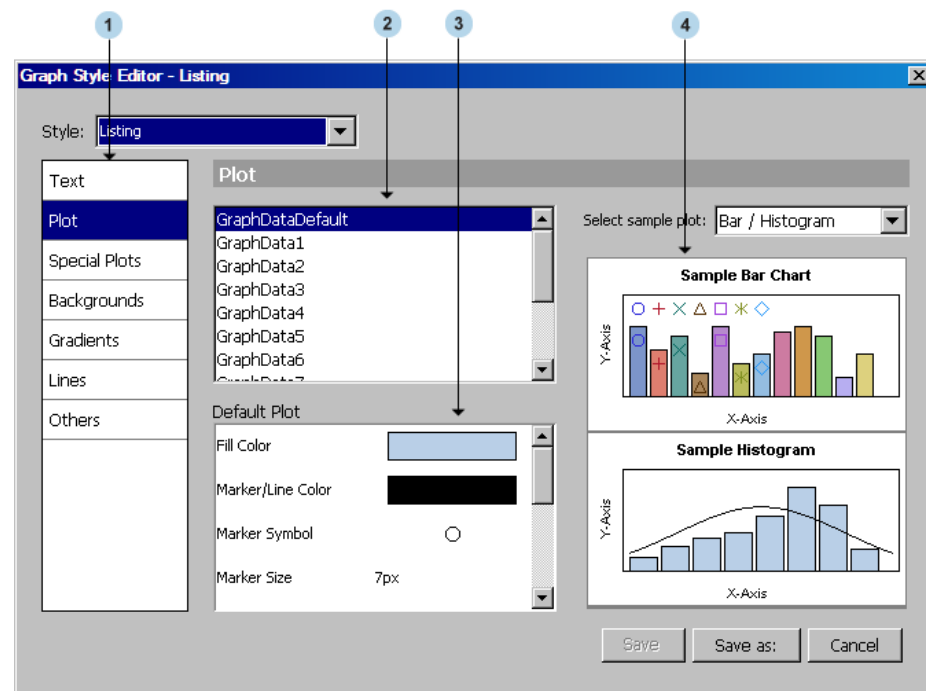 1 2 3 4
Graph Style Editor - Listing
Style: Listing
Text
Plot
Special Plots
Backgrounds
Gradients
Lines
Others
Plot
GraphDataDefault
GraphData1
GraphData2
GraphData3
GraphData4
GraphData5
GraphData6
GraphData7
Default Plot
Fill Color
Marker/Line Color
Marker Symbol
Marker Size 7px
Select sample plot: Bar / Histogram
Sample Bar Chart
Y-Axis
X-Axis
Sample Histogram
Y-Axis
X-Axis
Save Save as: Cancel